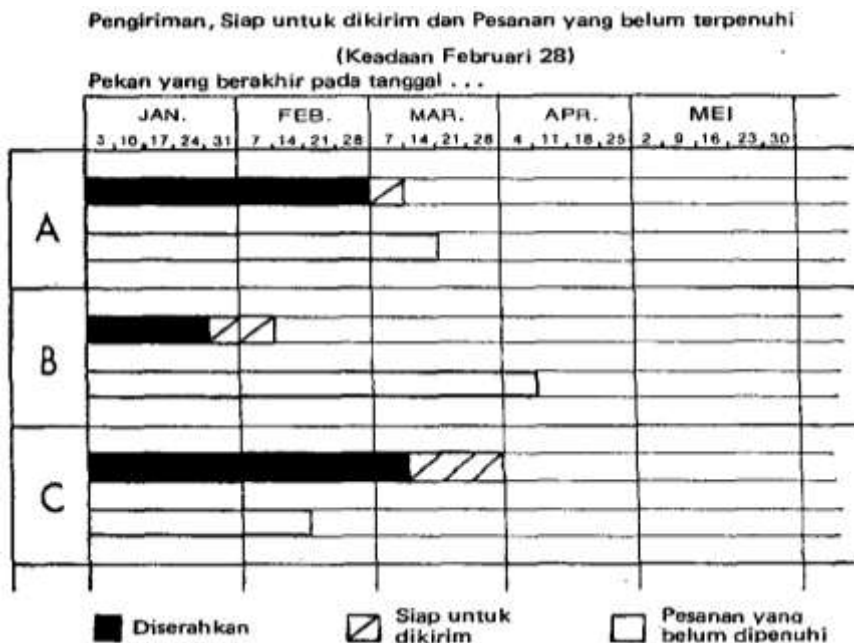 Pengiriman, Siap untuk dikirim dan Pesanan yang belum terpenuhi
(Keadaan Februari 28)
Pekan yang berakhir pada tanggal ...
JAN. FEB. MAR. APR. MEI
3, 10, 17, 24, 31 7, 14, 21, 28 7, 14, 21, 28 4, 11, 18, 25 2, 9, 16, 23, 30
A
B
C
Diserahkan
Siap untuk
dikirim
Pesanan yang
belum dipenuhi